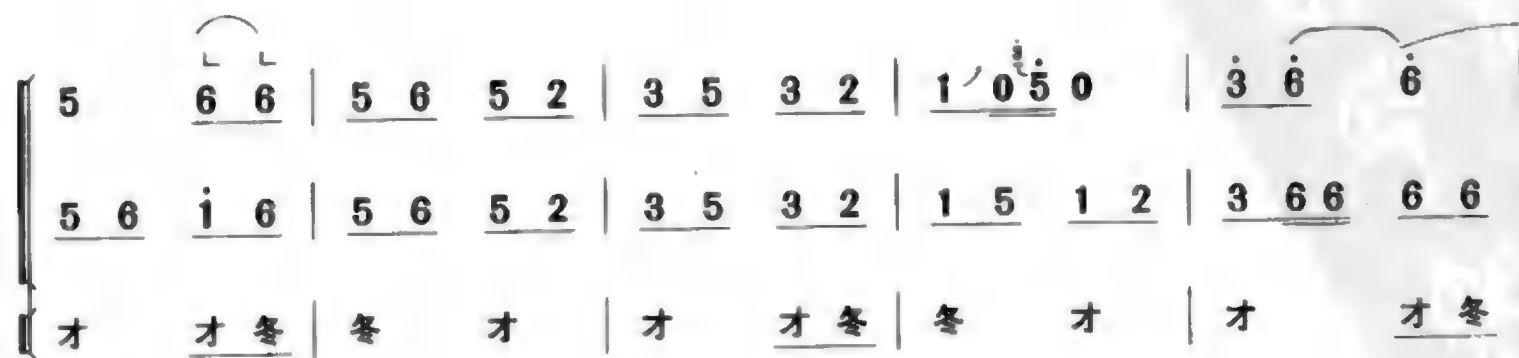 5 6 6 | 5 6 5 2 | 3 5 3 2 | 1 0 5̇ 0 | 3̇ 6̇ 6̇
5 6 i̇ 6 | 5 6 5 2 | 3 5 3 2 | 1 5 1 2 | 3 6 6 6 6
才 才 冬 | 冬 才 | 才 才 冬 | 冬 才 | 才 才 冬